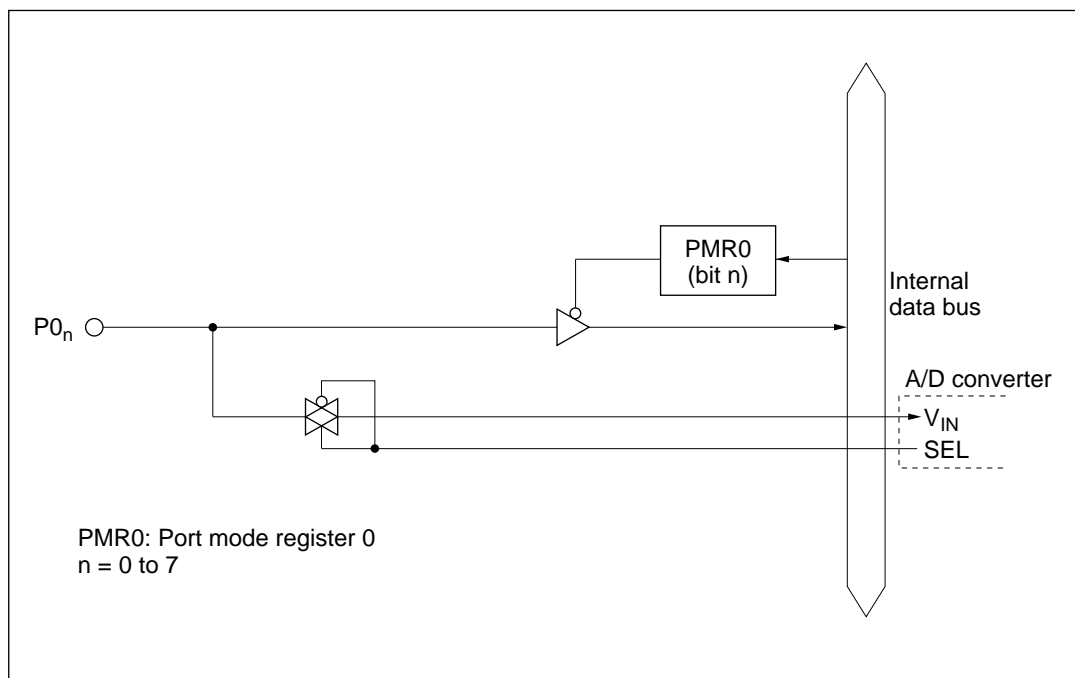 PMR0
(bit n)
Internal
data bus
P0n
A/D converter
VIN
SEL
PMR0: Port mode register 0
n = 0 to 7